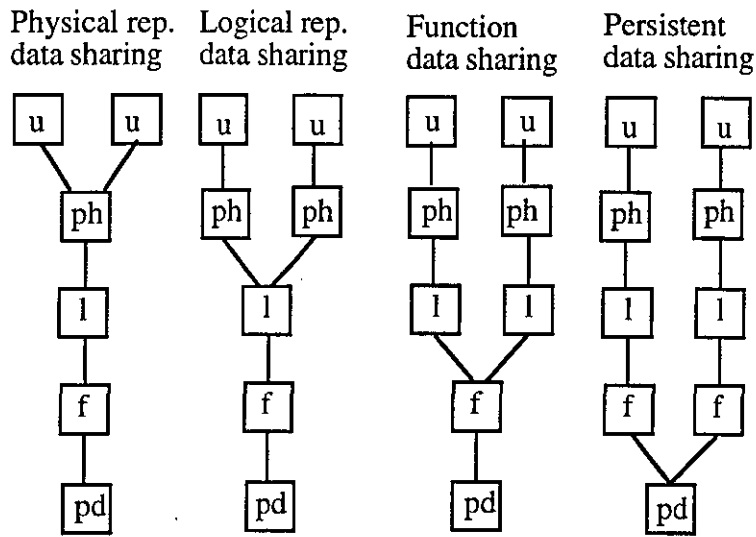 Physical rep.
data sharing
Logical rep.
data sharing
Function
data sharing
Persistent
data sharing
u u u u u u u u
ph ph ph ph ph ph ph
l l l l l l
f f f f f
pd pd pd pd